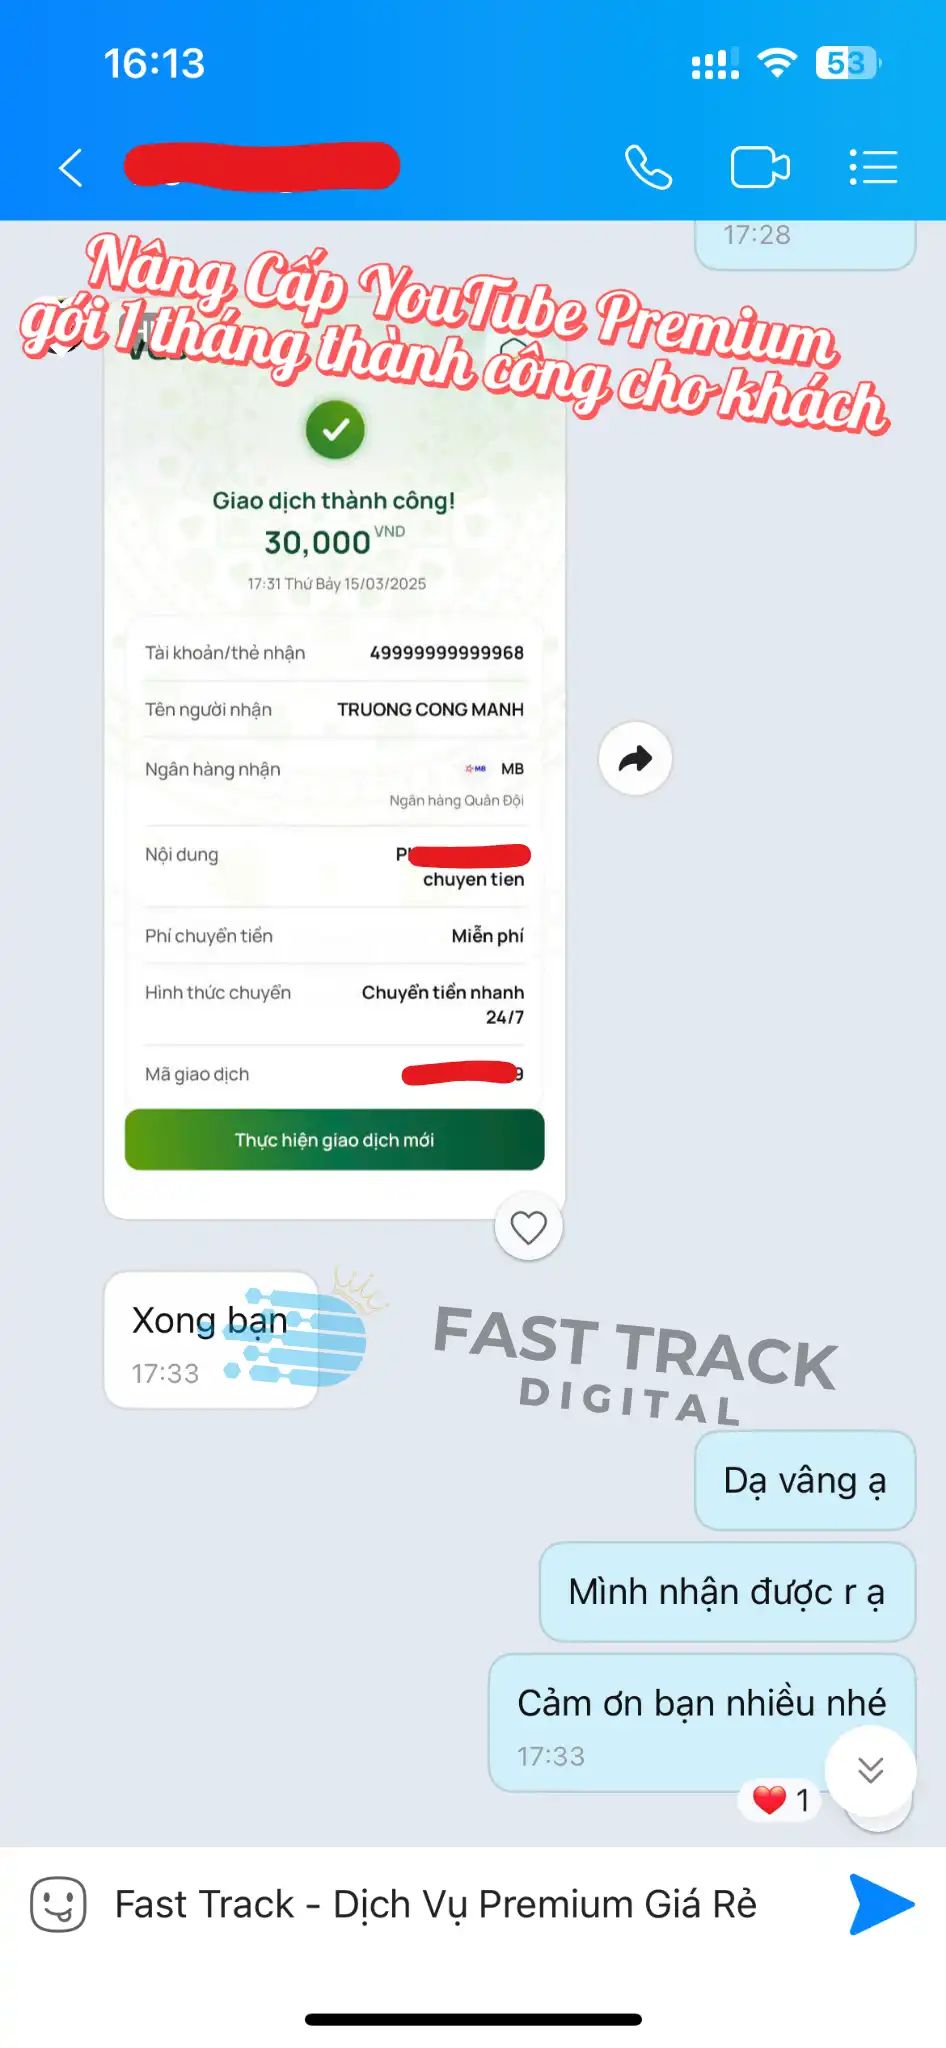 16:13
53
17:28
Nâng Cấp YouTube Premium
gói 1 tháng thành công cho khách
Giao dịch thành công!
30,000 VND
17:31 Thứ Bảy 15/03/2025
Tài khoản/thẻ nhận 49999999999968
Tên người nhận TRUONG CONG MANH
Ngân hàng nhận MB MB
Ngân hàng Quân Đội
Nội dung
chuyen tien
Phí chuyển tiền Miễn phí
Hình thức chuyển Chuyển tiền nhanh
24/7
Mã giao dịch 9
Thực hiện giao dịch mới
Xong bạn
17:33
FAST TRACK
DIGITAL
Dạ vâng ạ
Mình nhận được r ạ
Cảm ơn bạn nhiều nhé
17:33
1
Fast Track - Dịch Vụ Premium Giá Rẻ